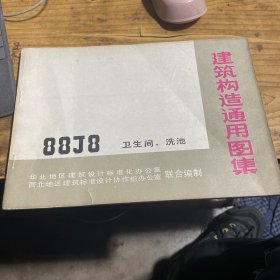 建筑构造通用图集
88J8 卫生间、洗池
华北地区建筑设计标准化办公室
西北地区建筑标准设计协作组办公室 联合编制